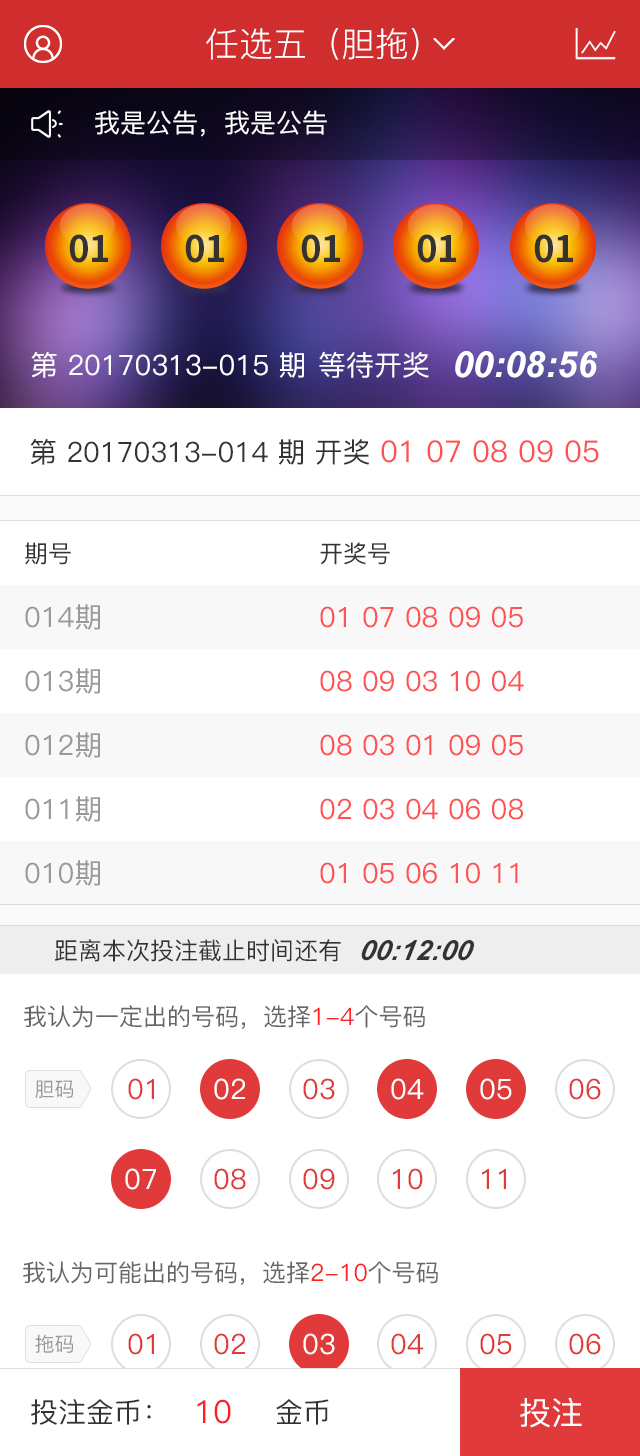 任选五（胆拖）
我是公告，我是公告
01 01 01 01 01
第 20170313-015 期 等待开奖 00:08:56
第 20170313-014 期 开奖 01 07 08 09 05
期号 开奖号
014期 01 07 08 09 05
013期 08 09 03 10 04
012期 08 03 01 09 05
011期 02 03 04 06 08
010期 01 05 06 10 11
距离本次投注截止时间还有 00:12:00
我认为一定出的号码，选择1-4个号码
胆码 01 02 03 04 05 06
07 08 09 10 11
我认为可能出的号码，选择2-10个号码
拖码 01 02 03 04 05 06
投注金币： 10 金币 投注